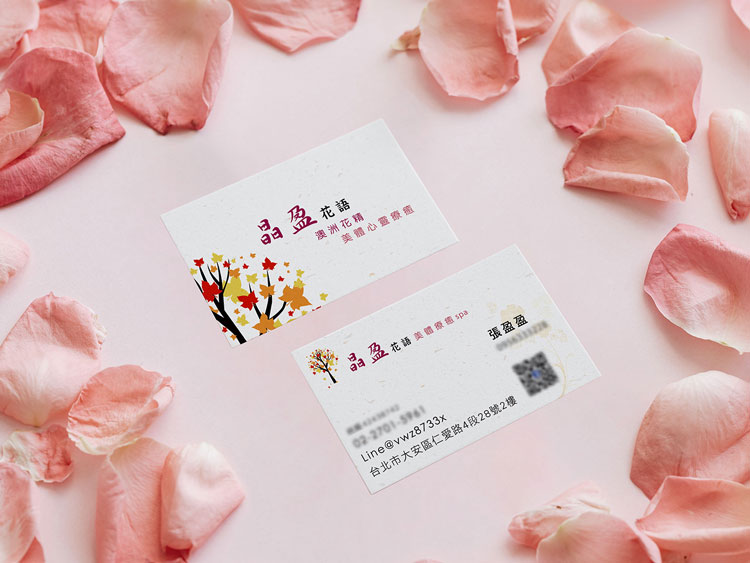 晶盈花語
澳洲花精
美體心靈療癒
晶盈花語美體療癒spa
張盈盈
02-2701-5961
Line@vwz8733x
台北市大安區仁愛路4段28號2樓